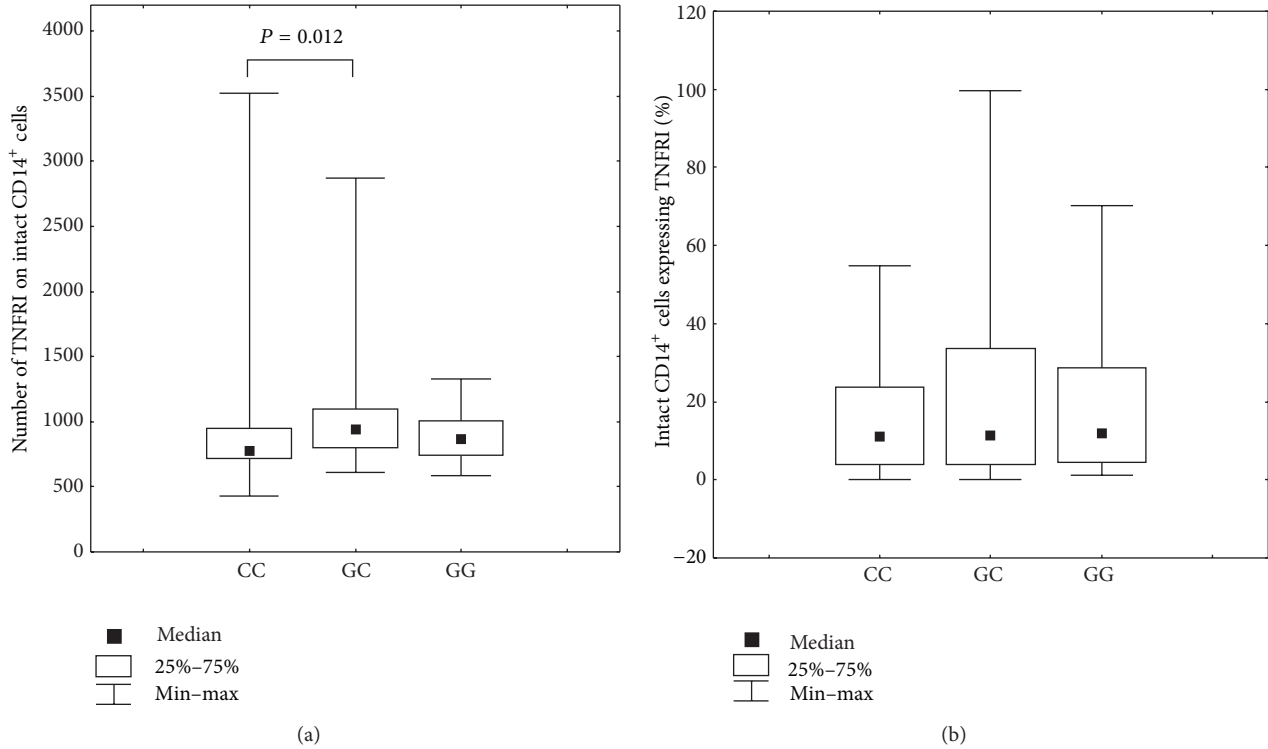 Number of TNFRI on intact CD14⁺ cells
4000
3500
3000
2500
2000
1500
1000
500
0
P = 0.012
CC
GC
GG
Median
25%–75%
Min–max
(a)
Intact CD14⁺ cells expressing TNFRI (%)
120
100
80
60
40
20
0
−20
CC
GC
GG
Median
25%–75%
Min–max
(b)